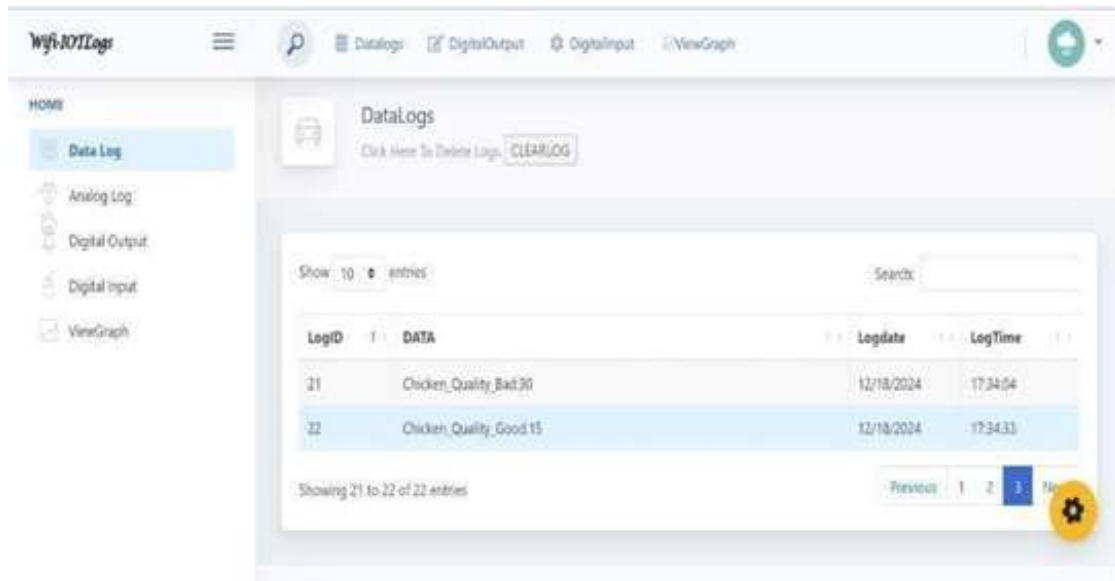 Wifi-IOTLogs
Datalogs DigitalOutput DigitalInput ViewGraph
HOME
Data Log
Analog Log
Digital Output
Digital Input
ViewGraph
DataLogs
Click Here To Delete Logs CLEARLOG
Show 10 entries
Search:
LogID DATA Logdate LogTime
21 Chicken_Quality_Bad:30 12/18/2024 17:34:04
22 Chicken_Quality_Good:15 12/18/2024 17:34:33
Showing 21 to 22 of 22 entries
Previous 1 2 3